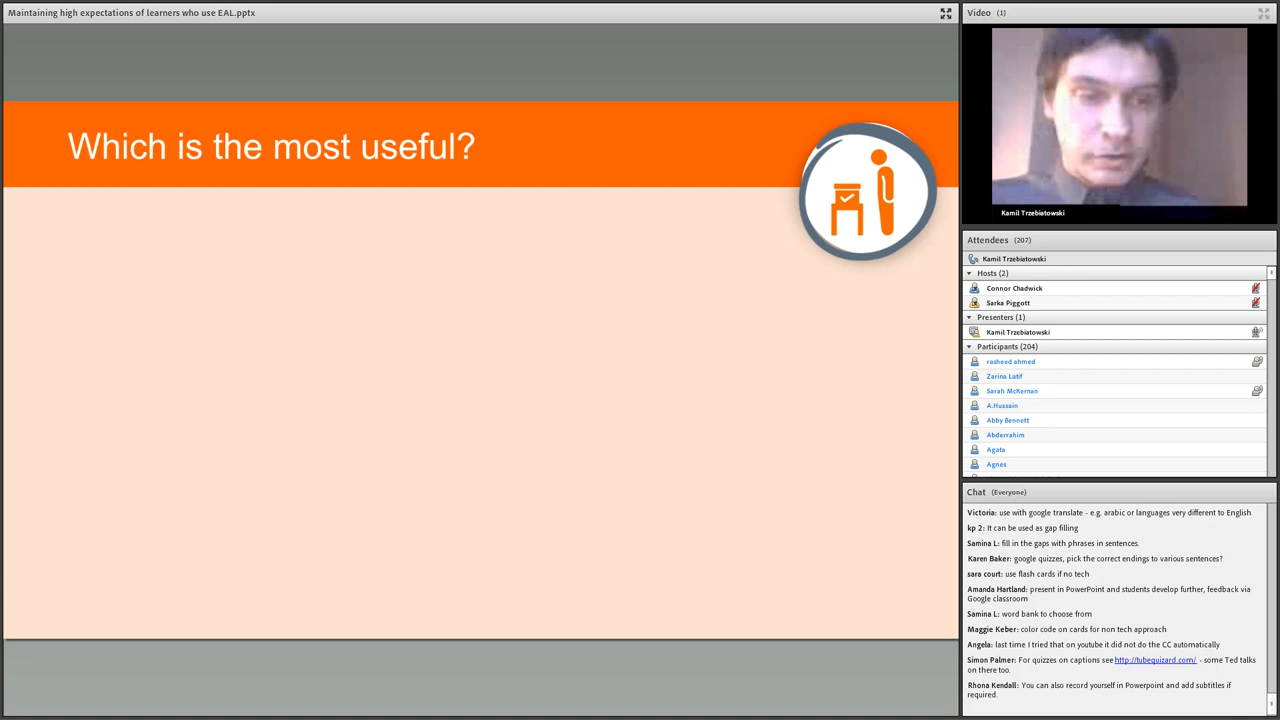 Maintaining high expectations of learners who use EAL.pptx
Which is the most useful?
Video (1)
Kamil Trzebiatowski
Attendees (207)
Kamil Trzebiatowski
Hosts (2)
Connor Chadwick
Sarka Piggott
Presenters (1)
Kamil Trzebiatowski
Participants (204)
rasheed ahmed
Zarina Latif
Sarah McKernan
A.Hussain
Abby Bennett
Abderrahim
Agata
Agnes
Chat (Everyone)
Victoria: use with google translate - e.g. arabic or languages very different to English
kp 2: It can be used as gap filling
Samina L: fill in the gaps with phrases in sentences.
Karen Baker: google quizzes, pick the correct endings to various sentences?
sara court: use flash cards if no tech
Amanda Hartland: present in PowerPoint and students develop further, feedback via
Google classroom
Samina L: word bank to choose from
Maggie Keber: color code on cards for non tech approach
Angela: last time I tried that on youtube it did not do the CC automatically
Simon Palmer: For quizzes on captions see http://tubequizard.com/ - some Ted talks
on there too.
Rhona Kendall: You can also record yourself in Powerpoint and add subtitles if
required.